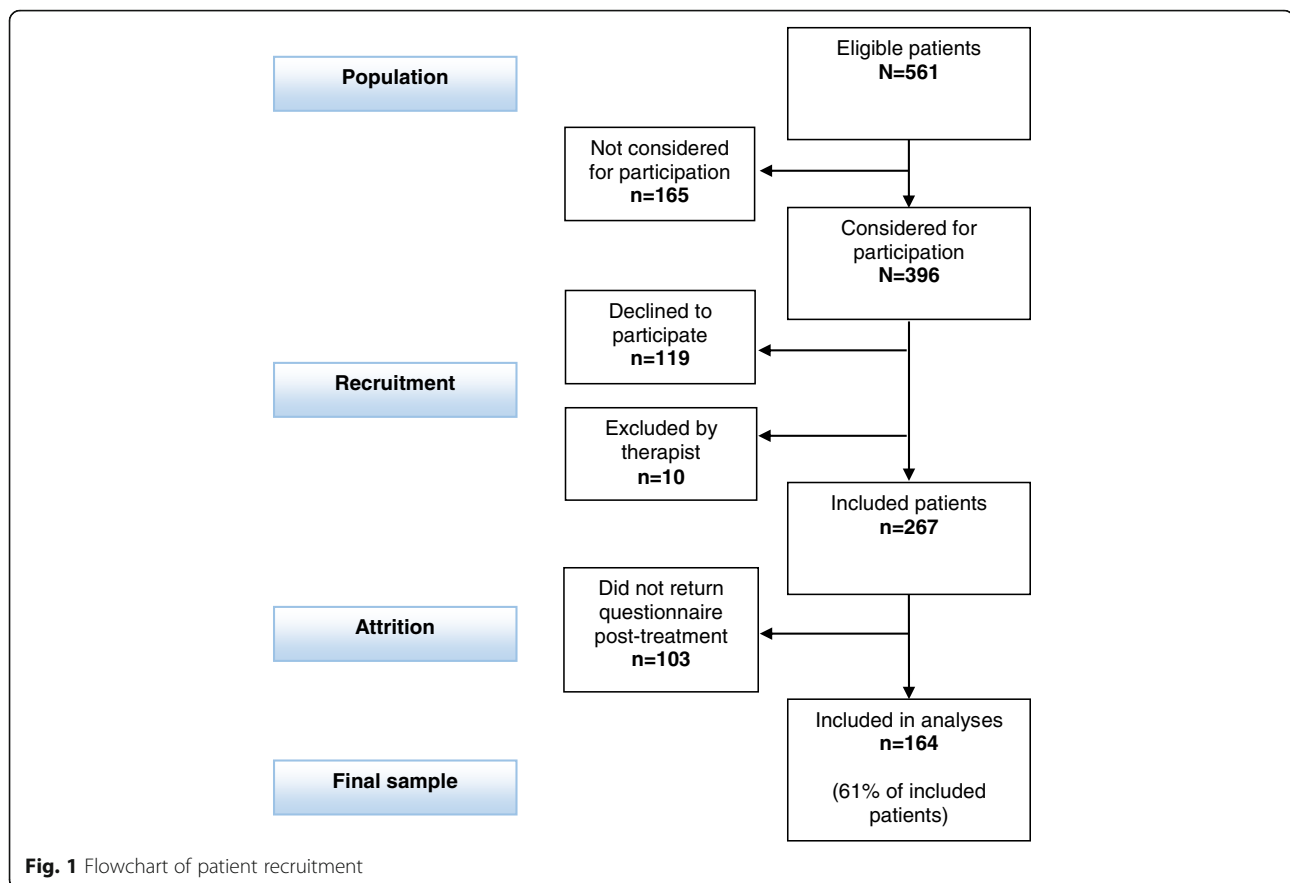 Population
Eligible patients
N=561
Not considered
for participation
n=165
Considered for
participation
N=396
Recruitment
Declined to
participate
n=119
Excluded by
therapist
n=10
Included patients
n=267
Attrition
Did not return
questionnaire
post-treatment
n=103
Final sample
Included in analyses
n=164
(61% of included
patients)
Fig. 1 Flowchart of patient recruitment